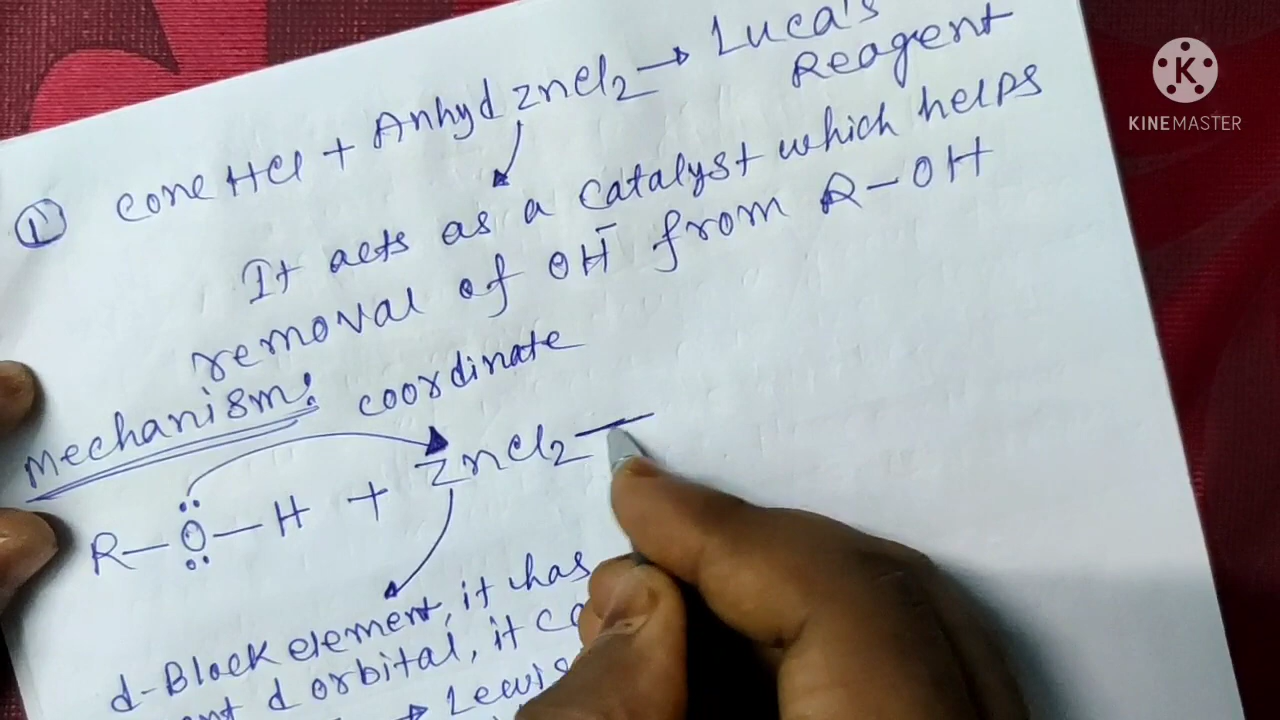 ① conc HCl + Anhyd ZnCl2 → Luca's
Reagent
It acts as a catalyst which helps
removal of OH⁻ from R-OH
Mechanism: coordinate
R-O-H + ZnCl2
d-Block element, it has
d orbital, it
→ Lewis
K
KINEMASTER